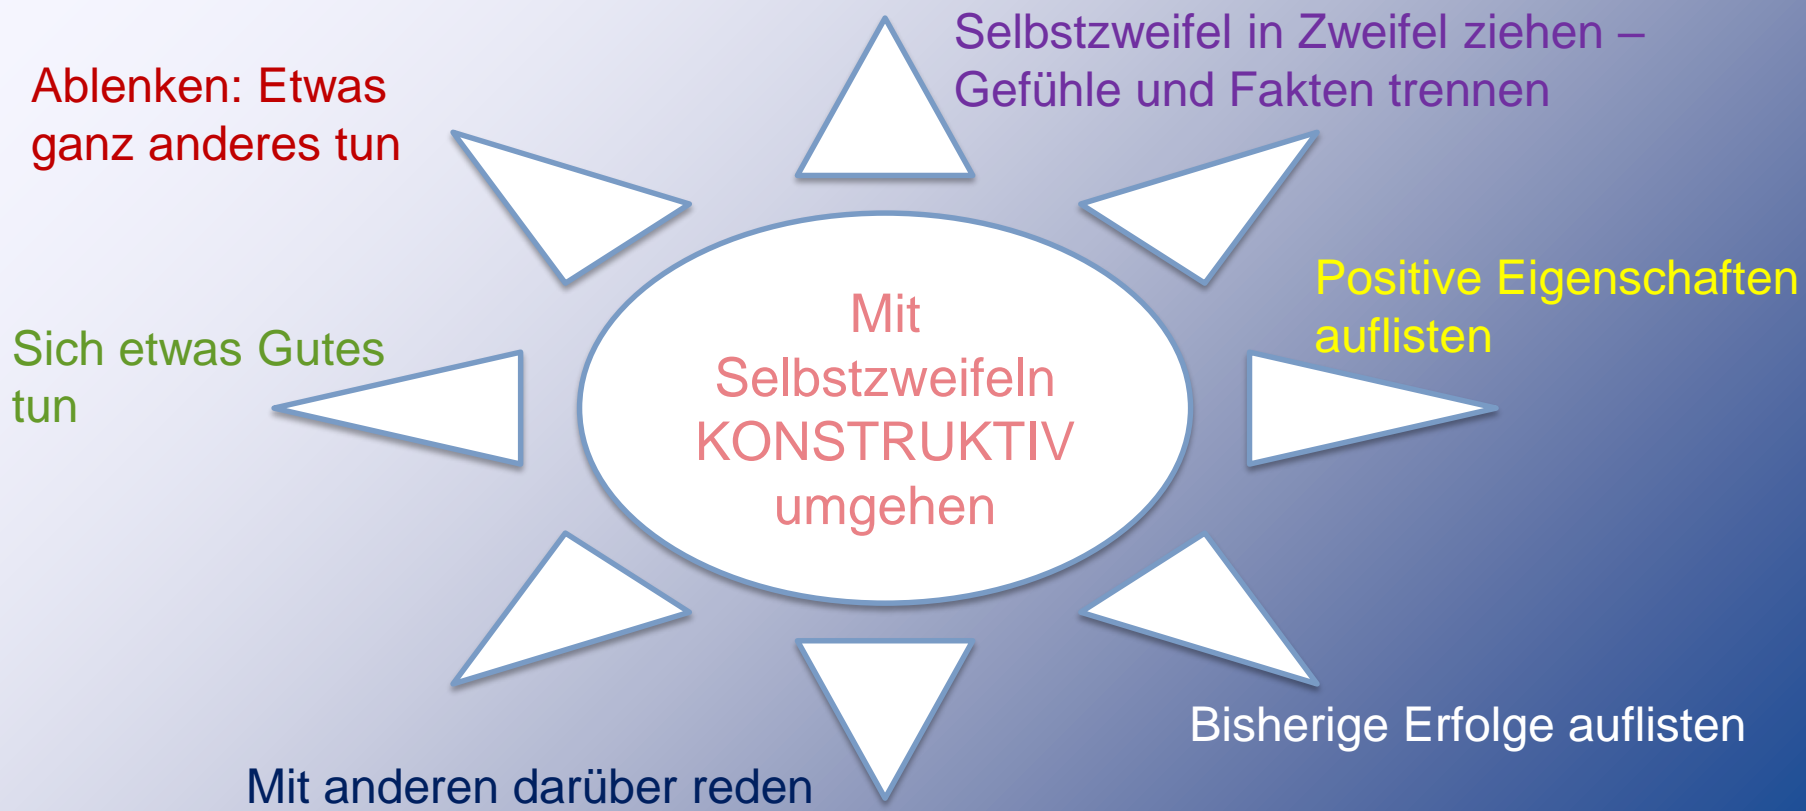 Selbstzweifel in Zweifel ziehen –
Gefühle und Fakten trennen
Ablenken: Etwas
ganz anderes tun
Positive Eigenschaften
auflisten
Mit
Selbstzweifeln
KONSTRUKTIV
umgehen
Sich etwas Gutes
tun
Bisherige Erfolge auflisten
Mit anderen darüber reden